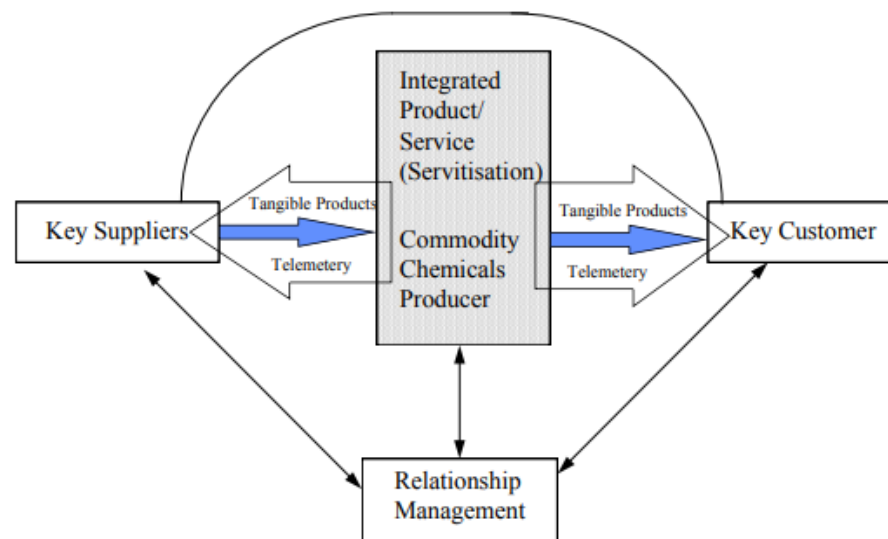 Integrated
Product/
Service
(Servitisation)
Commodity
Chemicals
Producer
Key Suppliers
Tangible Products
Telemetery
Tangible Products
Telemetery
Key Customer
Relationship
Management